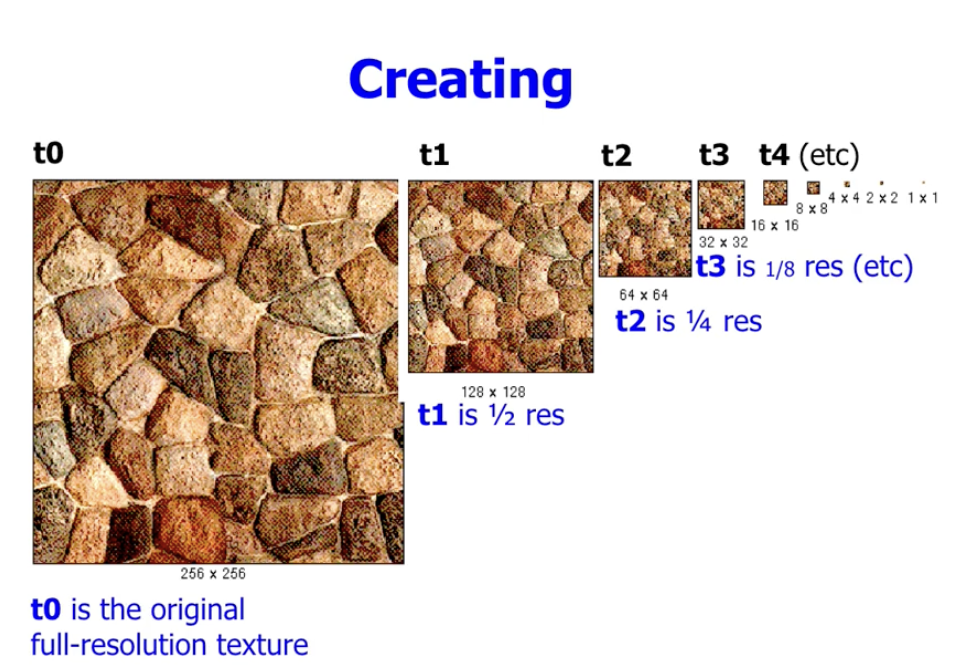 Creating
t0
t1
t2
t3
t4 (etc)
4 x 4 2 x 2 1 x 1
8 x 8
16 x 16
32 x 32
t3 is 1/8 res (etc)
64 x 64
t2 is ¼ res
128 x 128
t1 is ½ res
256 x 256
t0 is the original
full-resolution texture